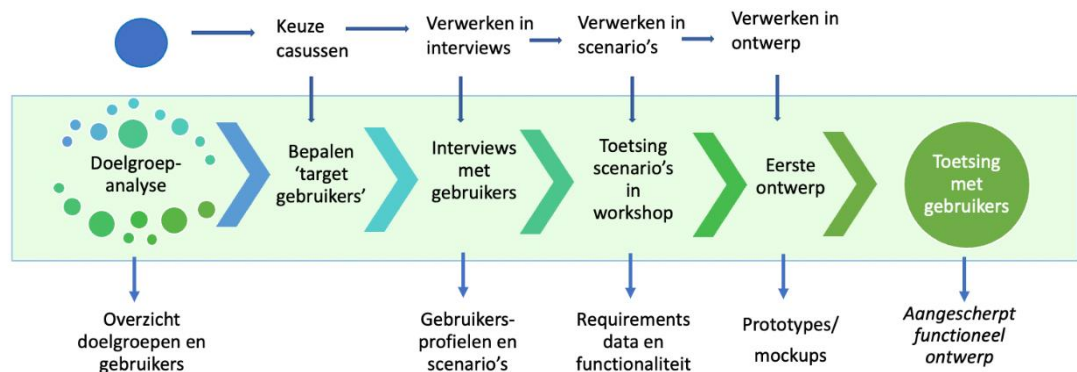 Keuze
casussen
Verwerken in
interviews
Verwerken in
scenario's
Verwerken in
ontwerp
Doelgroep-
analyse
Bepalen
'target
gebruikers'
Interviews
met
gebruikers
Toetsing
scenario's
in
workshop
Eerste
ontwerp
Toetsing
met
gebruikers
Overzicht
doelgroepen en
gebruikers
Gebruikers-
profielen en
scenario's
Requirements
data en
functionaliteit
Prototypes/
mockups
Aangescherpt
functioneel
ontwerp